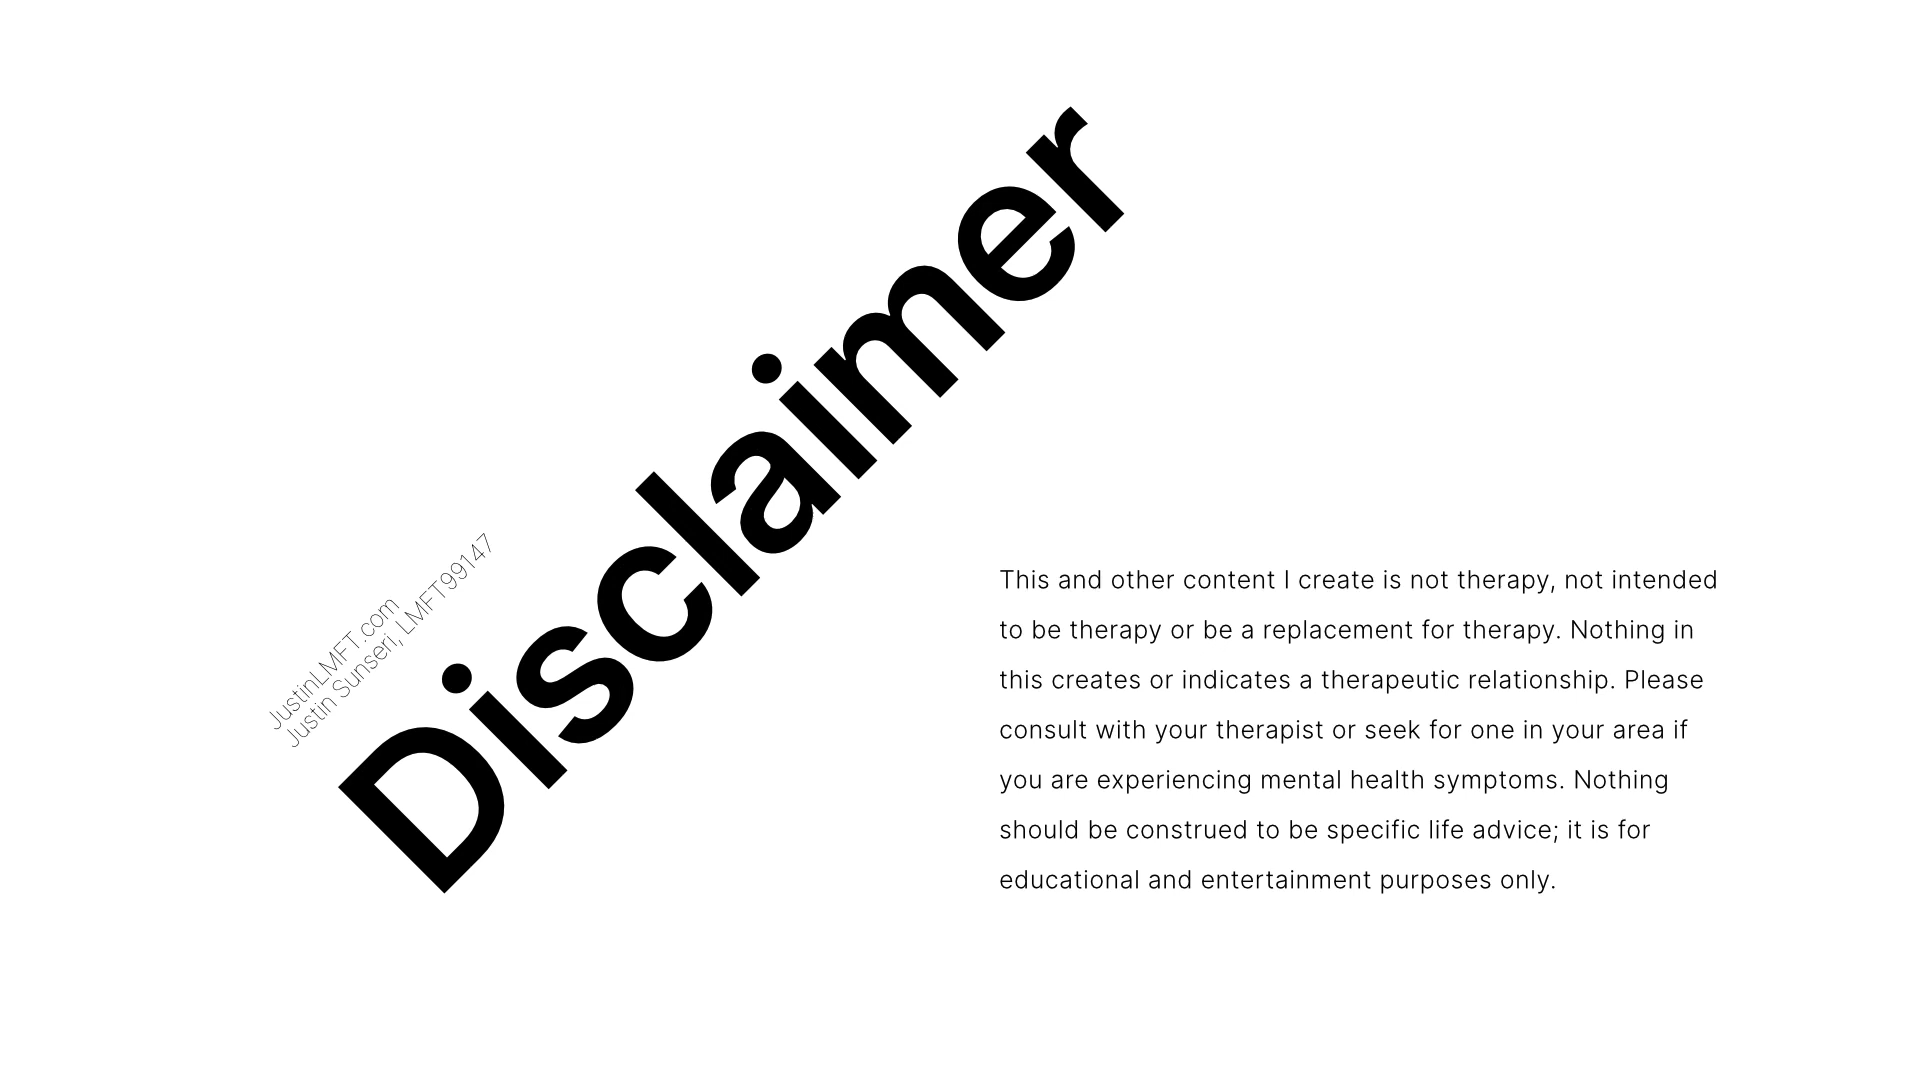 JustinLMFT.com
Justin Sunseri, LMFT99147
Disclaimer
This and other content I create is not therapy, not intended
to be therapy or be a replacement for therapy. Nothing in
this creates or indicates a therapeutic relationship. Please
consult with your therapist or seek for one in your area if
you are experiencing mental health symptoms. Nothing
should be construed to be specific life advice; it is for
educational and entertainment purposes only.